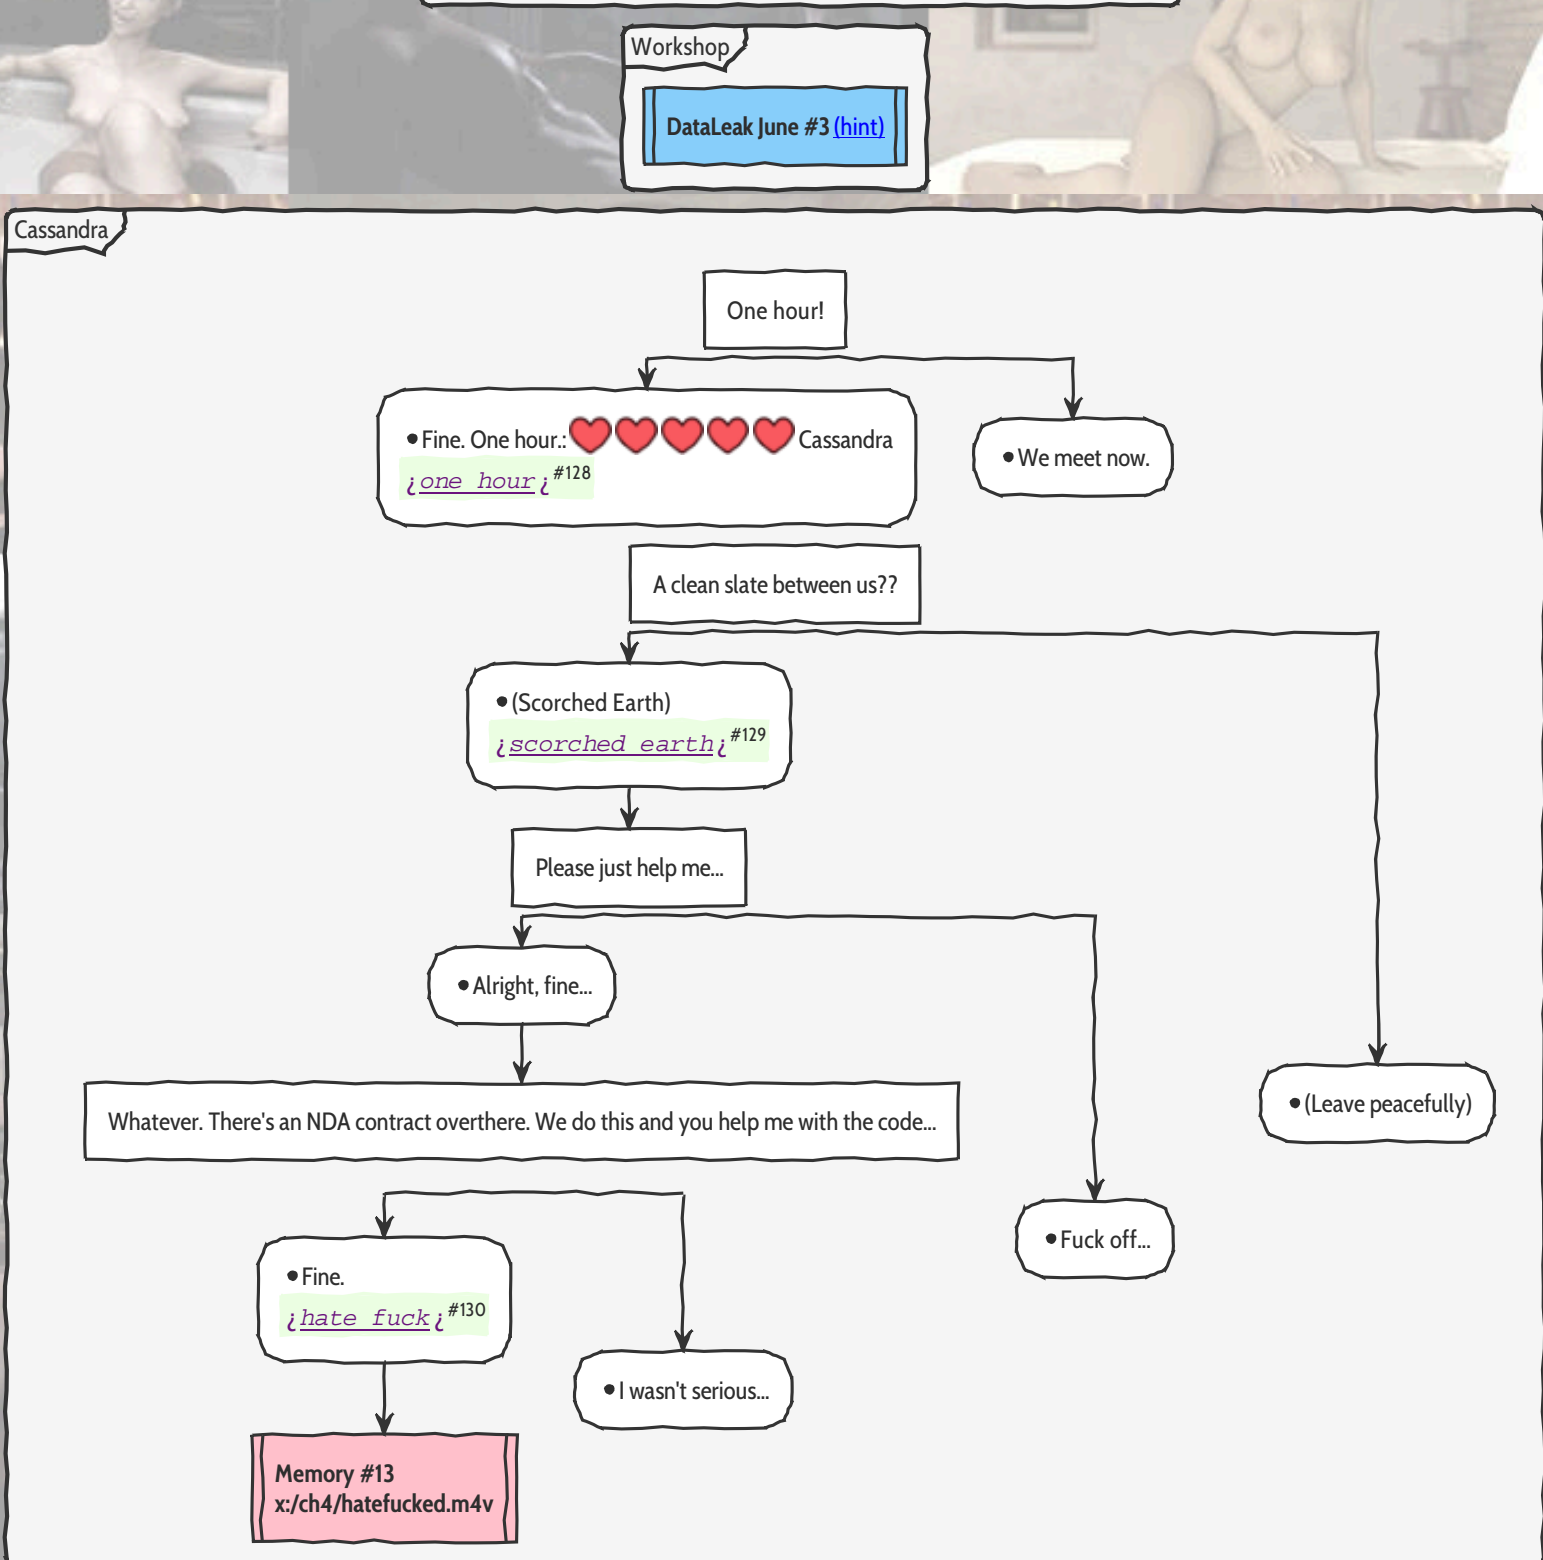 Workshop
DataLeak June #3 (hint)
Cassandra
One hour!
•Fine. One hour.: ❤❤❤❤❤ Cassandra
¿one hour¿ #128
•We meet now.
A clean slate between us??
•(Scorched Earth)
¿scorched earth¿ #129
Please just help me...
•Alright, fine...
Whatever. There's an NDA contract overthere. We do this and you help me with the code...
•(Leave peacefully)
•Fuck off...
•Fine.
¿hate fuck¿ #130
•I wasn't serious...
Memory #13
x:/ch4/hatefucked.m4v